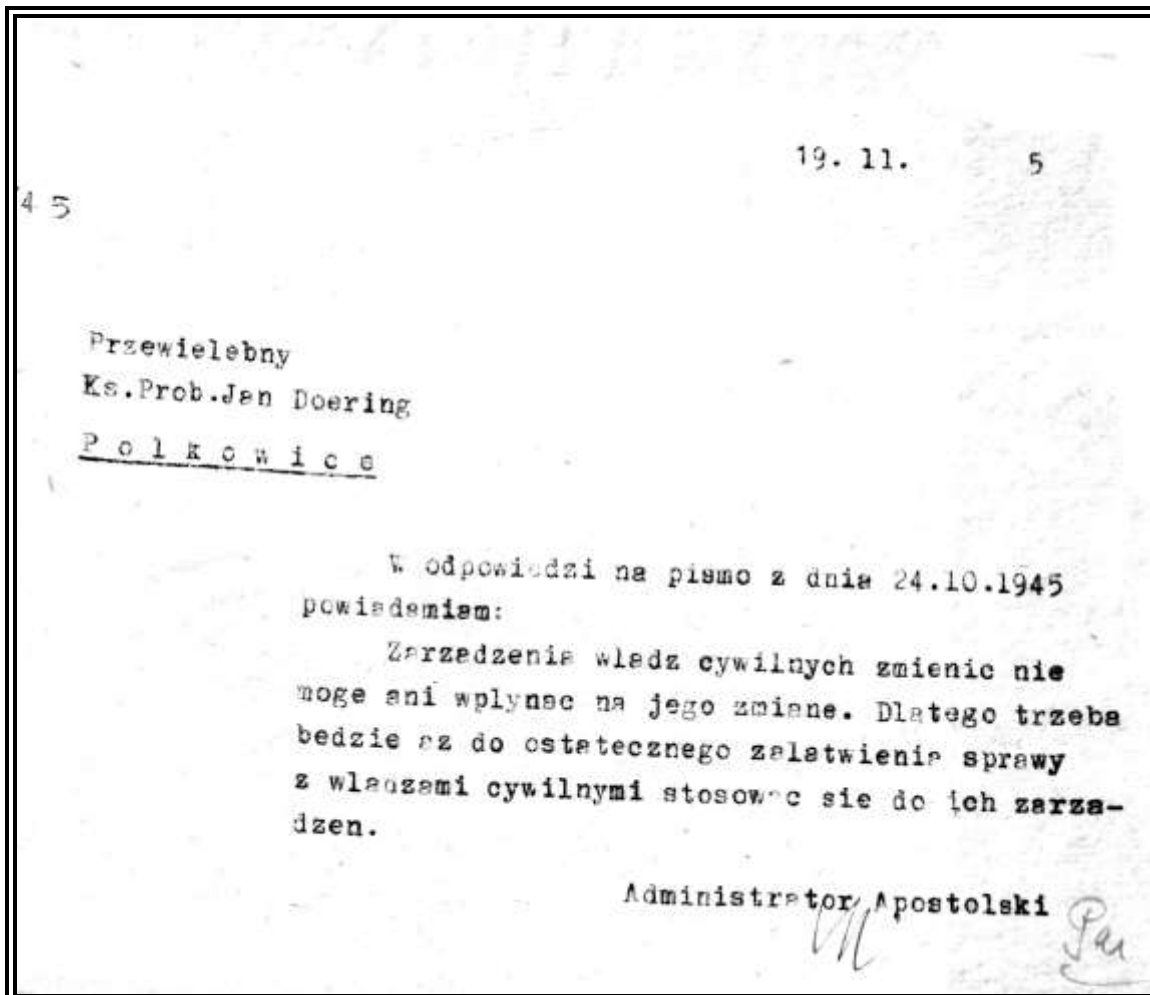 19. 11. 5
45
Przewielebny
Ks.Prob.Jan Doering
Polkowice
W odpowiedzi na pismo z dnia 24.10.1945
powiadamiam:
Zarzadzenia wladz cywilnych zmienic nie
moge ani wplynac na jego zmiane. Dlatego trzeba
bedzie az do ostatecznego zalatwienia sprawy
z wladzami cywilnymi stosowac sie do ich zarza-
dzen.
Administrator Apostolski